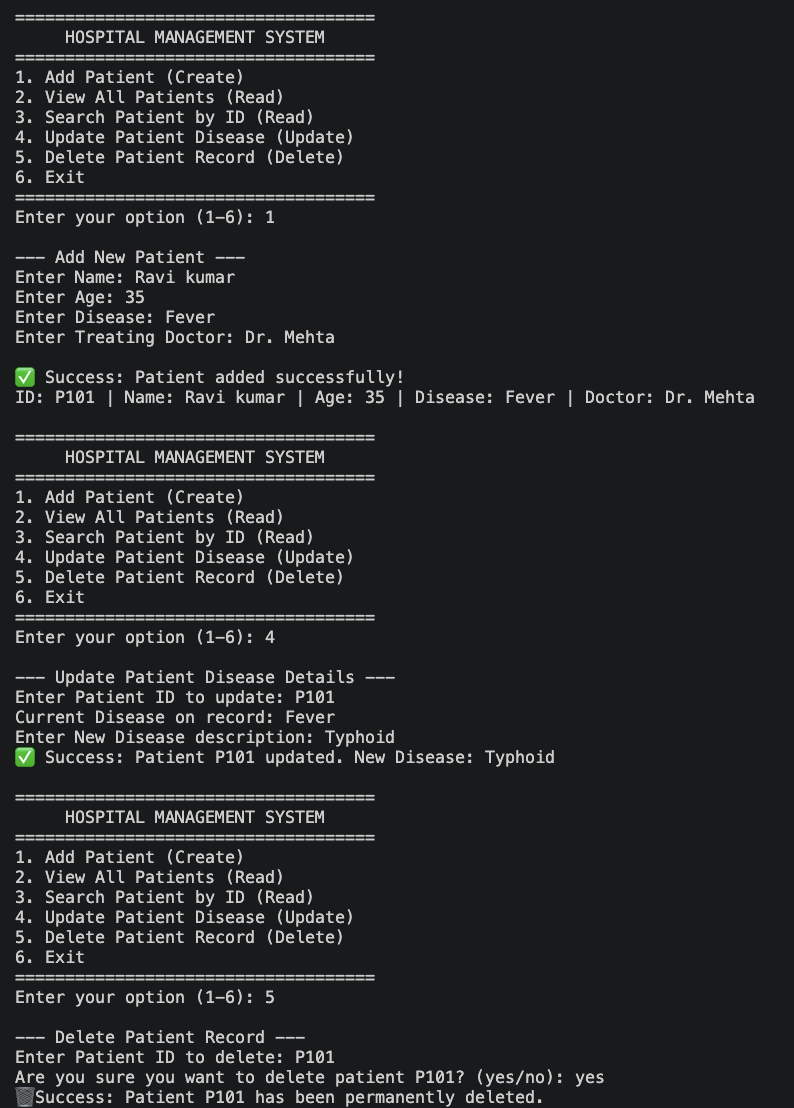 ====================================
     HOSPITAL MANAGEMENT SYSTEM
====================================
1. Add Patient (Create)
2. View All Patients (Read)
3. Search Patient by ID (Read)
4. Update Patient Disease (Update)
5. Delete Patient Record (Delete)
6. Exit
====================================
Enter your option (1-6): 1

--- Add New Patient ---
Enter Name: Ravi kumar
Enter Age: 35
Enter Disease: Fever
Enter Treating Doctor: Dr. Mehta

✅ Success: Patient added successfully!
ID: P101 | Name: Ravi kumar | Age: 35 | Disease: Fever | Doctor: Dr. Mehta

====================================
     HOSPITAL MANAGEMENT SYSTEM
====================================
1. Add Patient (Create)
2. View All Patients (Read)
3. Search Patient by ID (Read)
4. Update Patient Disease (Update)
5. Delete Patient Record (Delete)
6. Exit
====================================
Enter your option (1-6): 4

--- Update Patient Disease Details ---
Enter Patient ID to update: P101
Current Disease on record: Fever
Enter New Disease description: Typhoid
✅ Success: Patient P101 updated. New Disease: Typhoid

====================================
     HOSPITAL MANAGEMENT SYSTEM
====================================
1. Add Patient (Create)
2. View All Patients (Read)
3. Search Patient by ID (Read)
4. Update Patient Disease (Update)
5. Delete Patient Record (Delete)
6. Exit
====================================
Enter your option (1-6): 5

--- Delete Patient Record ---
Enter Patient ID to delete: P101
Are you sure you want to delete patient P101? (yes/no): yes
🗑️Success: Patient P101 has been permanently deleted.